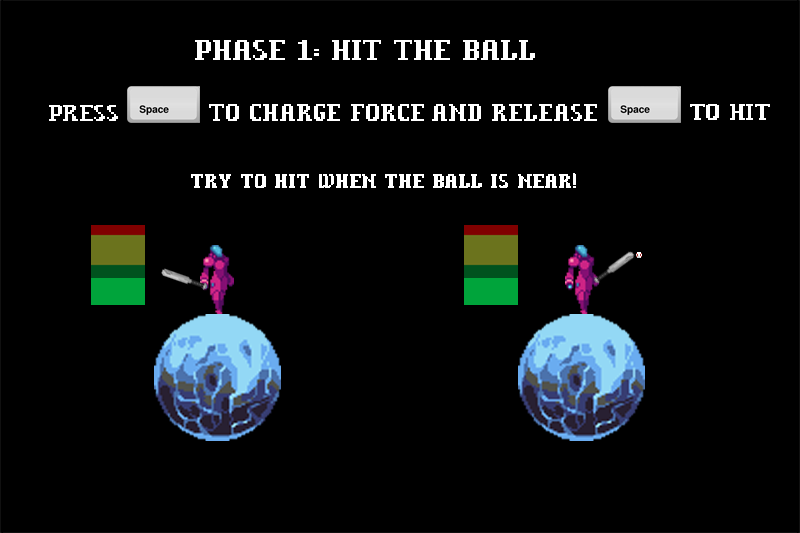 PHASE 1: HIT THE BALL
PRESS Space TO CHARGE FORCE AND RELEASE Space TO HIT
TRY TO HIT WHEN THE BALL IS NEAR!